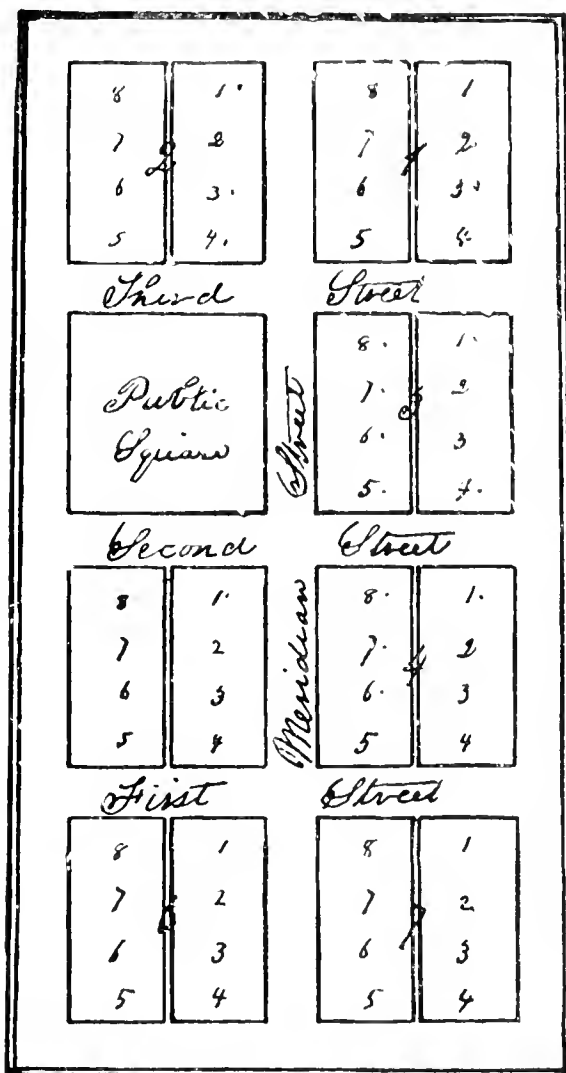 8 1. 8 1
7 2 7 2
2 1
6 3. 6 3.
5 4. 5
Third Street
8. 1.
7. 2
Public
Square
Street
3
6. 3
5. 4.
Second Street
8 1. 8. 1.
7 2 7. 2
4
6 3 6. 3
5 4 5 4
Meridian
First Street
8 1 8 1
7 2 7 2
6 7
6 3 6 3
5 4 5 4